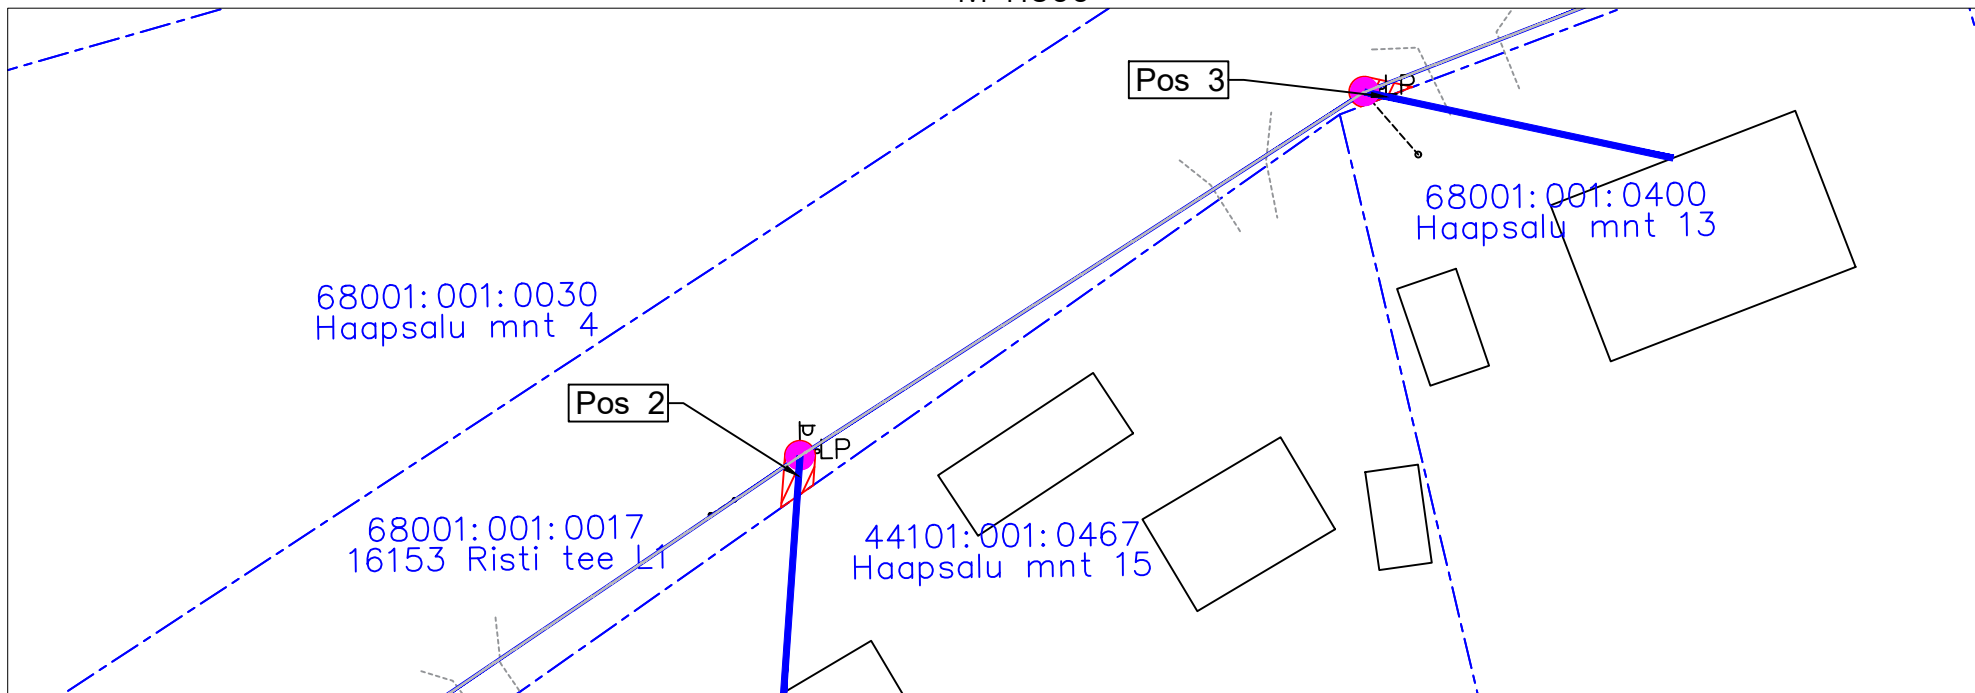 Pos 3
LP
68001:001:0400
Haapsalu mnt 13
68001:001:0030
Haapsalu mnt 4
Pos 2
LP
68001:001:0017
16153 Risti tee L1
44101:001:0467
Haapsalu mnt 15